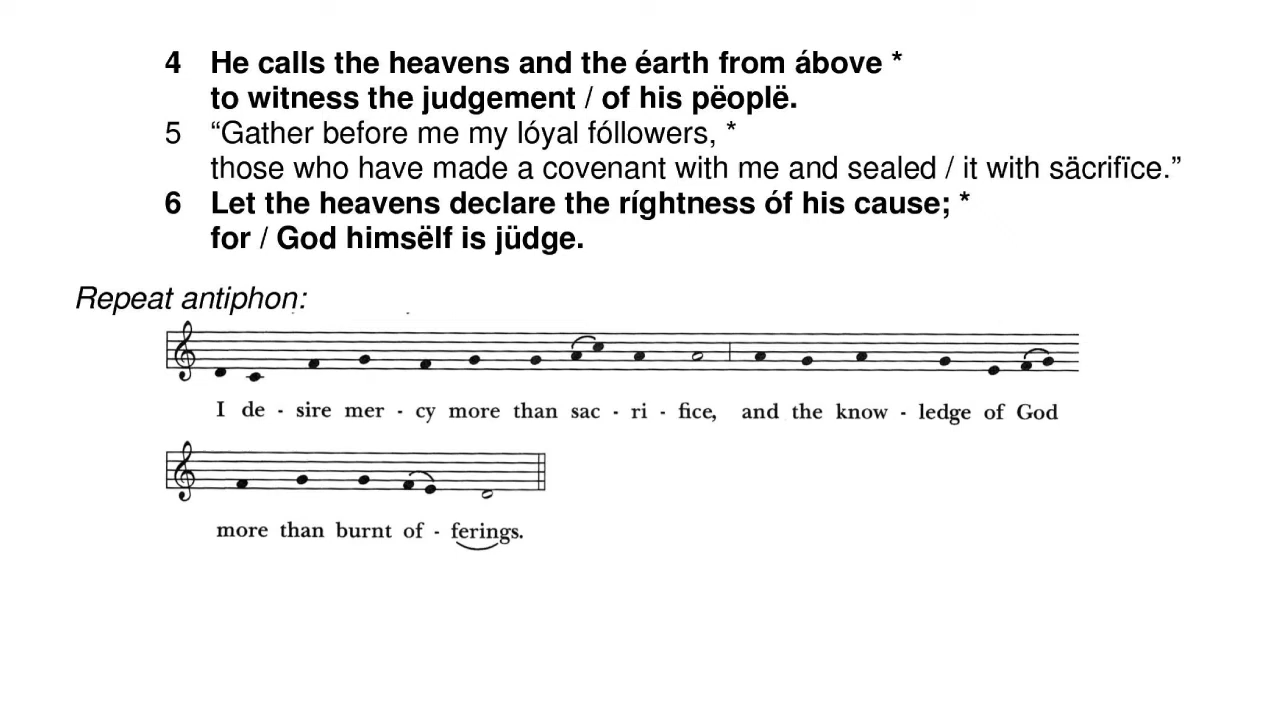 4 He calls the heavens and the éarth from ábove *
to witness the judgement / of his pëoplë.
5 “Gather before me my lóyal fóllowers, *
those who have made a covenant with me and sealed / it with säcrifïce.”
6 Let the heavens declare the ríghtness óf his cause; *
for / God himsëlf is jüdge.
Repeat antiphon:
I de - sire mer - cy more than sac - ri - fice, and the know - ledge of God
more than burnt of - ferings.